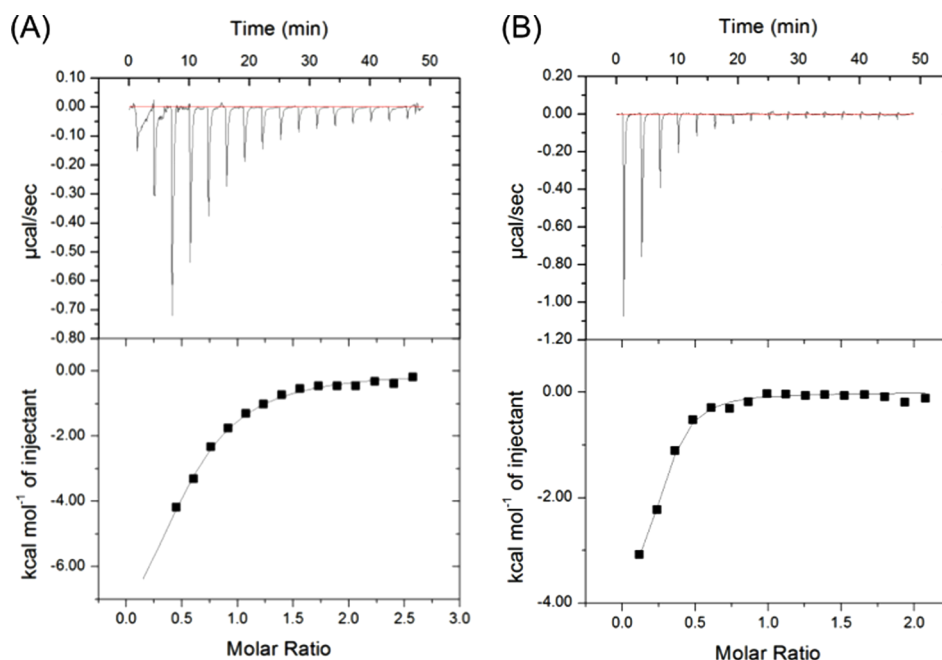 (A)
Time (min)
0 10 20 30 40 50
0.10
0.00
-0.10
-0.20
-0.30
-0.40
-0.50
-0.60
-0.70
-0.80
µcal/sec
0.00
-2.00
-4.00
-6.00
kcal mol⁻¹ of injectant
0.0 0.5 1.0 1.5 2.0 2.5 3.0
Molar Ratio
(B)
Time (min)
0 10 20 30 40 50
0.20
0.00
-0.20
-0.40
-0.60
-0.80
-1.00
-1.20
µcal/sec
0.00
-2.00
-4.00
kcal mol⁻¹ of injectant
0.0 0.5 1.0 1.5 2.0
Molar Ratio